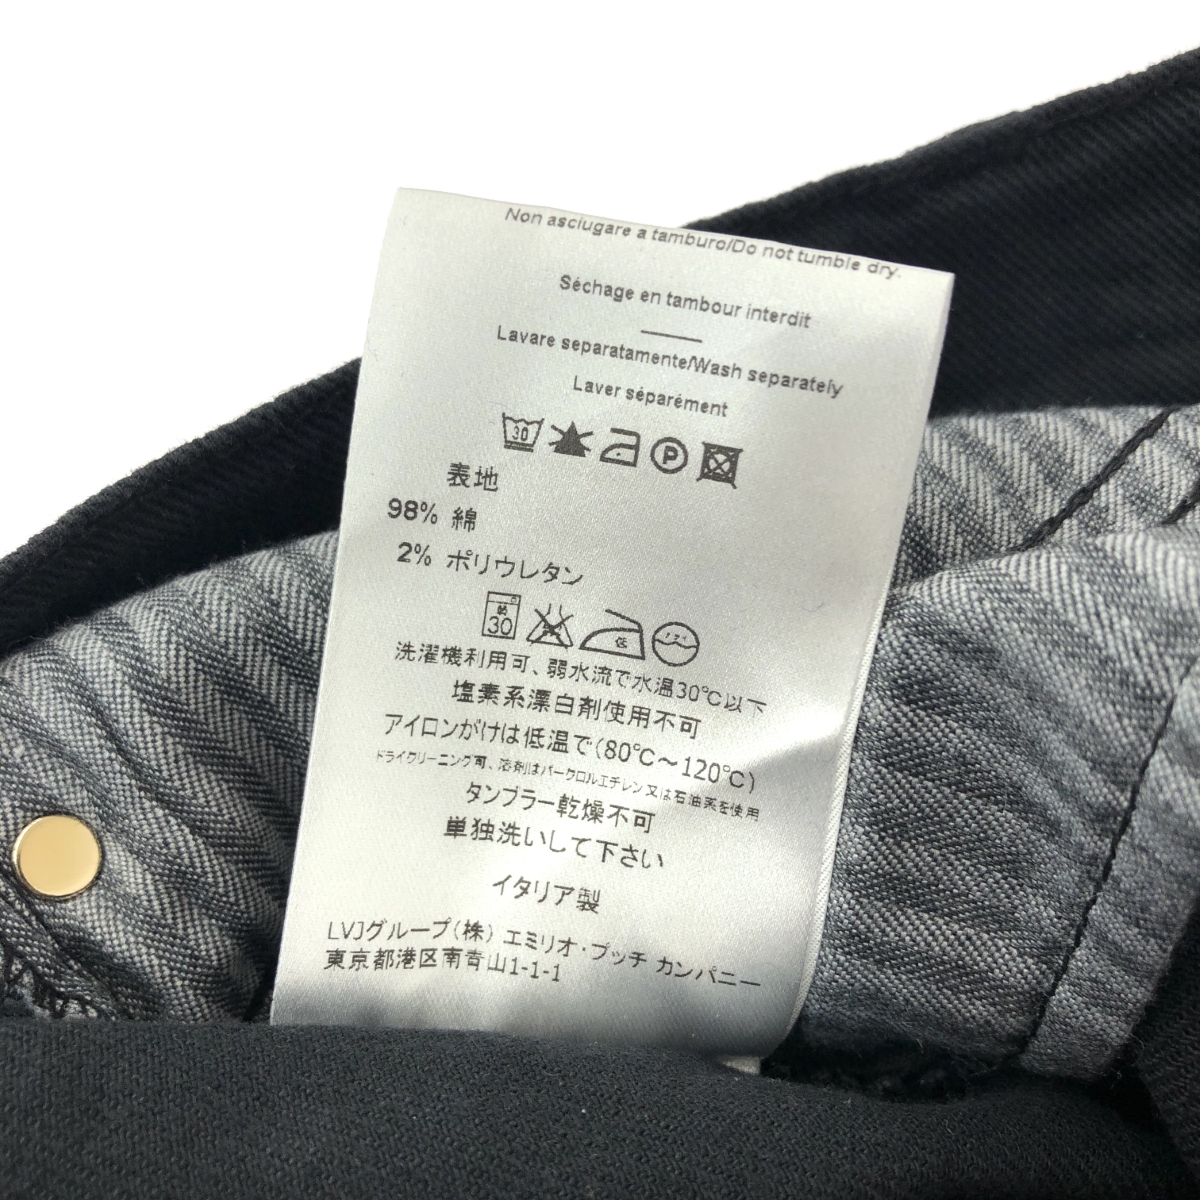 Non asciugare a tamburo/Do not tumble dry.
Séchage en tambour interdit
Lavare separatamente/Wash separately
Laver séparément
30 P
表地
98% 綿
2% ポリウレタン
30 低
洗濯機利用可、弱水流で水温30℃以下
塩素系漂白剤使用不可
アイロンがけは低温で(80℃～120℃)
ドライクリーニング可、溶剤はパークロルエチレン又は石油薬を使用
タンブラー乾燥不可
単独洗いして下さい
イタリア製
LVJグループ(株) エミリオ・プッチ カンパニー
東京都港区南青山1-1-1